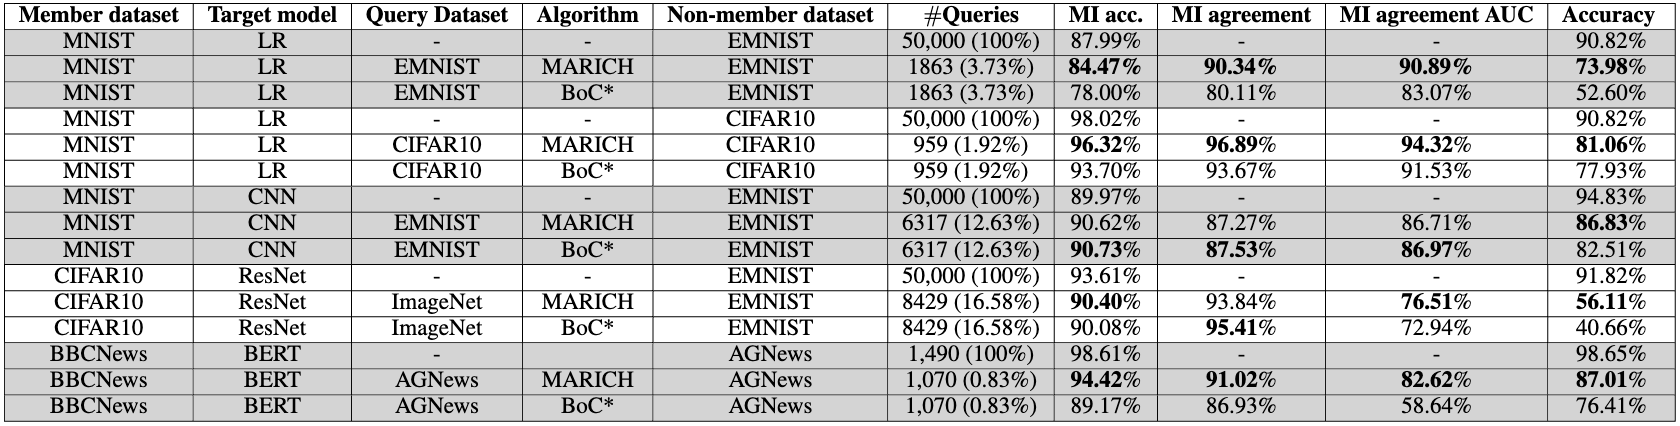 Member dataset Target model Query Dataset Algorithm Non-member dataset #Queries MI acc. MI agreement MI agreement AUC Accuracy
MNIST LR - - EMNIST 50,000 (100%) 87.99% - - 90.82%
MNIST LR EMNIST MARICH EMNIST 1863 (3.73%) 84.47% 90.34% 90.89% 73.98%
MNIST LR EMNIST BoC* EMNIST 1863 (3.73%) 78.00% 80.11% 83.07% 52.60%
MNIST LR - - CIFAR10 50,000 (100%) 98.02% - - 90.82%
MNIST LR CIFAR10 MARICH CIFAR10 959 (1.92%) 96.32% 96.89% 94.32% 81.06%
MNIST LR CIFAR10 BoC* CIFAR10 959 (1.92%) 93.70% 93.67% 91.53% 77.93%
MNIST CNN - - EMNIST 50,000 (100%) 89.97% - - 94.83%
MNIST CNN EMNIST MARICH EMNIST 6317 (12.63%) 90.62% 87.27% 86.71% 86.83%
MNIST CNN EMNIST BoC* EMNIST 6317 (12.63%) 90.73% 87.53% 86.97% 82.51%
CIFAR10 ResNet - - EMNIST 50,000 (100%) 93.61% - - 91.82%
CIFAR10 ResNet ImageNet MARICH EMNIST 8429 (16.58%) 90.40% 93.84% 76.51% 56.11%
CIFAR10 ResNet ImageNet BoC* EMNIST 8429 (16.58%) 90.08% 95.41% 72.94% 40.66%
BBCNews BERT - - AGNews 1,490 (100%) 98.61% - - 98.65%
BBCNews BERT AGNews MARICH AGNews 1,070 (0.83%) 94.42% 91.02% 82.62% 87.01%
BBCNews BERT AGNews BoC* AGNews 1,070 (0.83%) 89.17% 86.93% 58.64% 76.41%